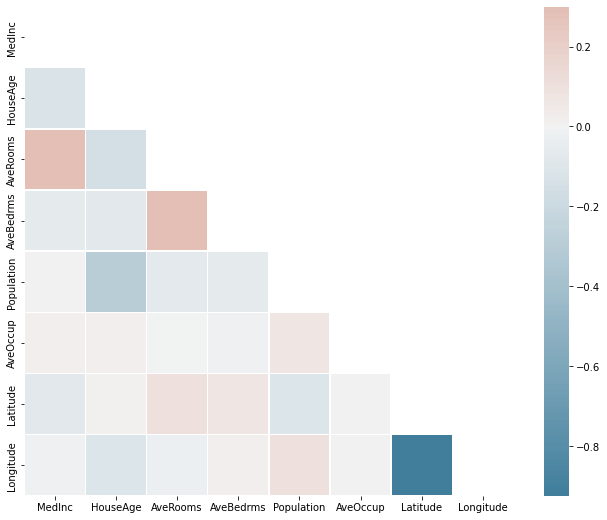 MedInc
HouseAge
AveRooms
AveBedrms
Population
AveOccup
Latitude
Longitude
MedInc HouseAge AveRooms AveBedrms Population AveOccup Latitude Longitude
0.2
0.0
−0.2
−0.4
−0.6
−0.8